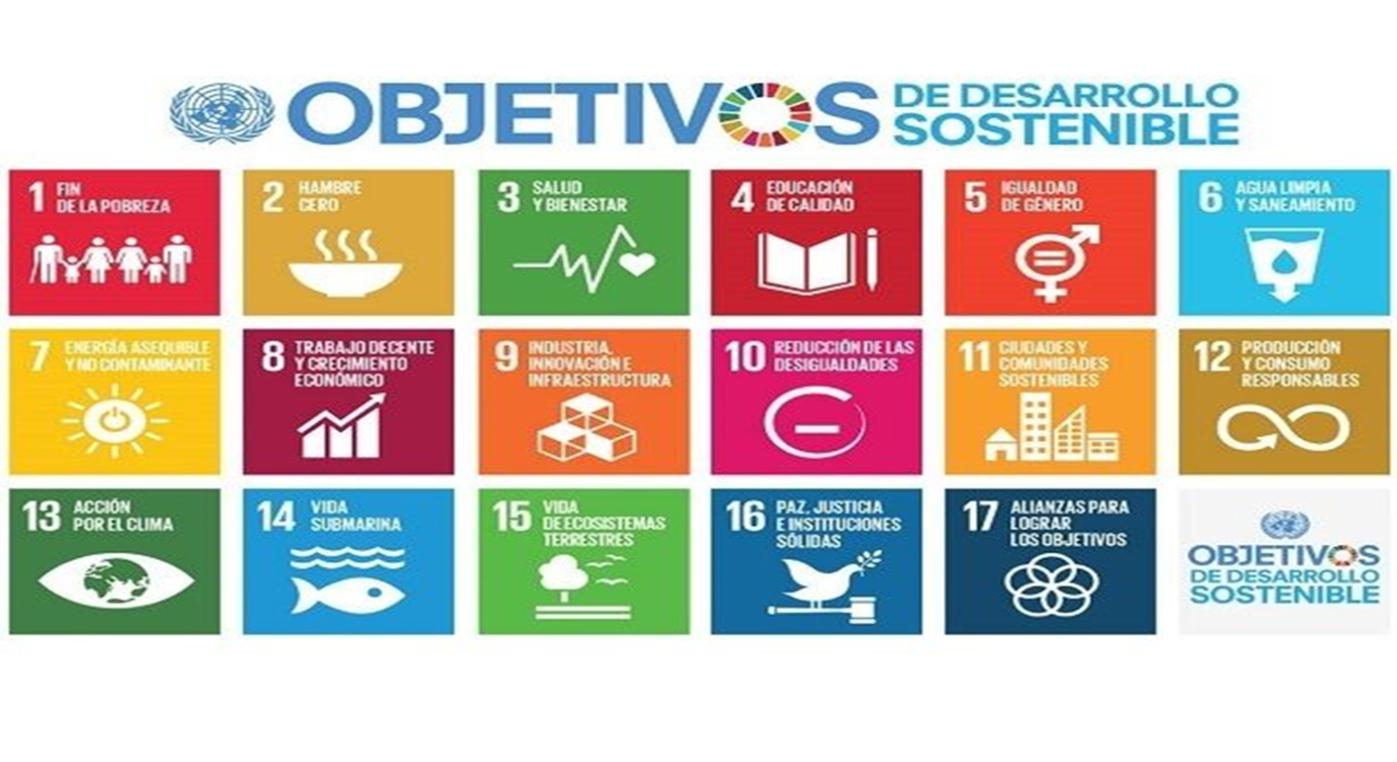 OBJETIVOS
DE DESARROLLO
SOSTENIBLE
1 FIN
DE LA POBREZA
2 HAMBRE
CERO
3 SALUD
Y BIENESTAR
4 EDUCACIÓN
DE CALIDAD
5 IGUALDAD
DE GÉNERO
6 AGUA LIMPIA
Y SANEAMIENTO
7 ENERGÍA ASEQUIBLE
Y NO CONTAMINANTE
8 TRABAJO DECENTE
Y CRECIMIENTO
ECONÓMICO
9 INDUSTRIA,
INNOVACIÓN E
INFRAESTRUCTURA
10 REDUCCIÓN DE LAS
DESIGUALDADES
11 CIUDADES Y
COMUNIDADES
SOSTENIBLES
12 PRODUCCIÓN
Y CONSUMO
RESPONSABLES
13 ACCIÓN
POR EL CLIMA
14 VIDA
SUBMARINA
15 VIDA
DE ECOSISTEMAS
TERRESTRES
16 PAZ, JUSTICIA
E INSTITUCIONES
SÓLIDAS
17 ALIANZAS PARA
LOGRAR
LOS OBJETIVOS
OBJETIVOS
DE DESARROLLO
SOSTENIBLE